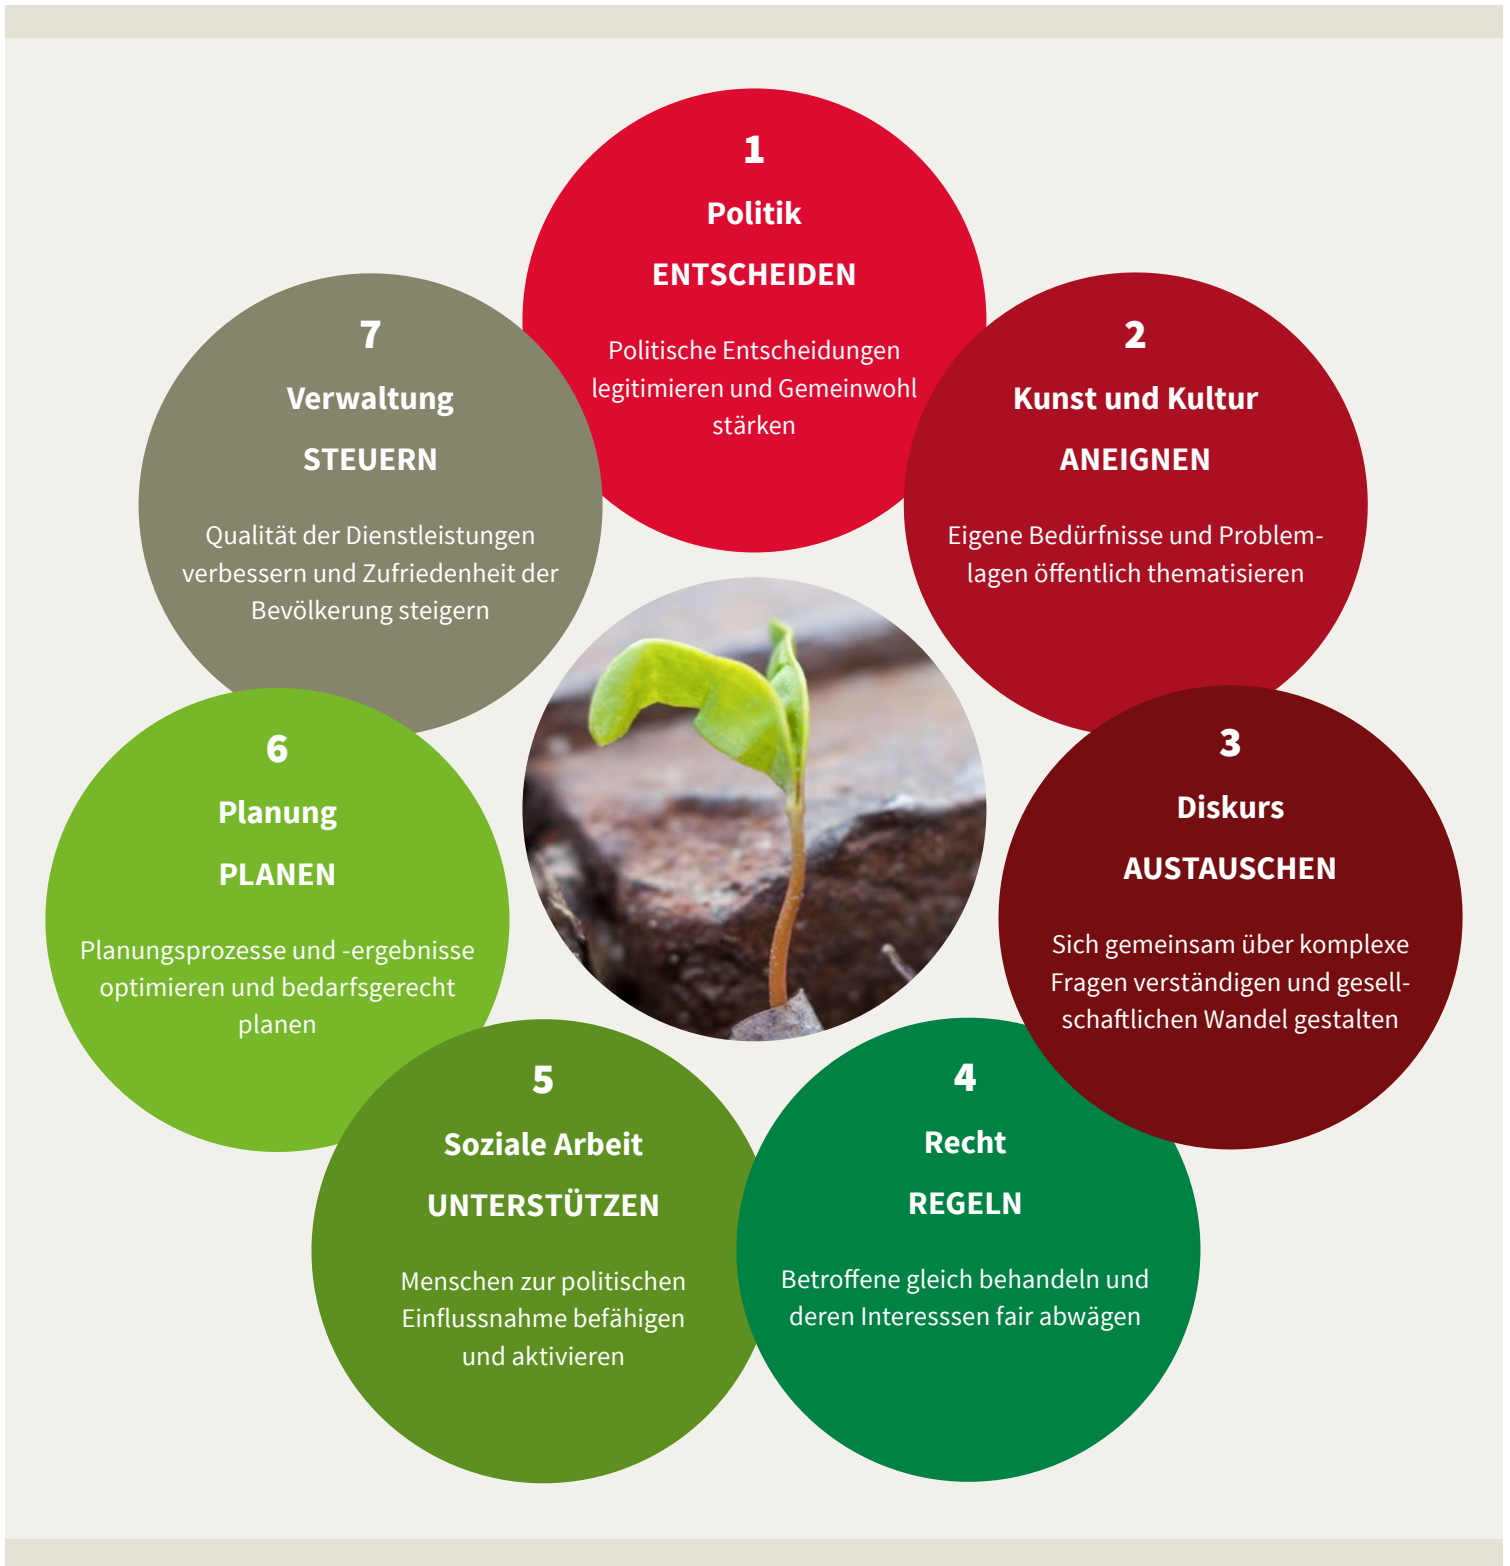 1
Politik
ENTSCHEIDEN
Politische Entscheidungen
legitimieren und Gemeinwohl
stärken
2
Kunst und Kultur
ANEIGNEN
Eigene Bedürfnisse und Problem-
lagen öffentlich thematisieren
3
Diskurs
AUSTAUSCHEN
Sich gemeinsam über komplexe
Fragen verständigen und gesell-
schaftlichen Wandel gestalten
4
Recht
REGELN
Betroffene gleich behandeln und
deren Interesssen fair abwägen
5
Soziale Arbeit
UNTERSTÜTZEN
Menschen zur politischen
Einflussnahme befähigen
und aktivieren
6
Planung
PLANEN
Planungsprozesse und -ergebnisse
optimieren und bedarfsgerecht
planen
7
Verwaltung
STEUERN
Qualität der Dienstleistungen
verbessern und Zufriedenheit der
Bevölkerung steigern